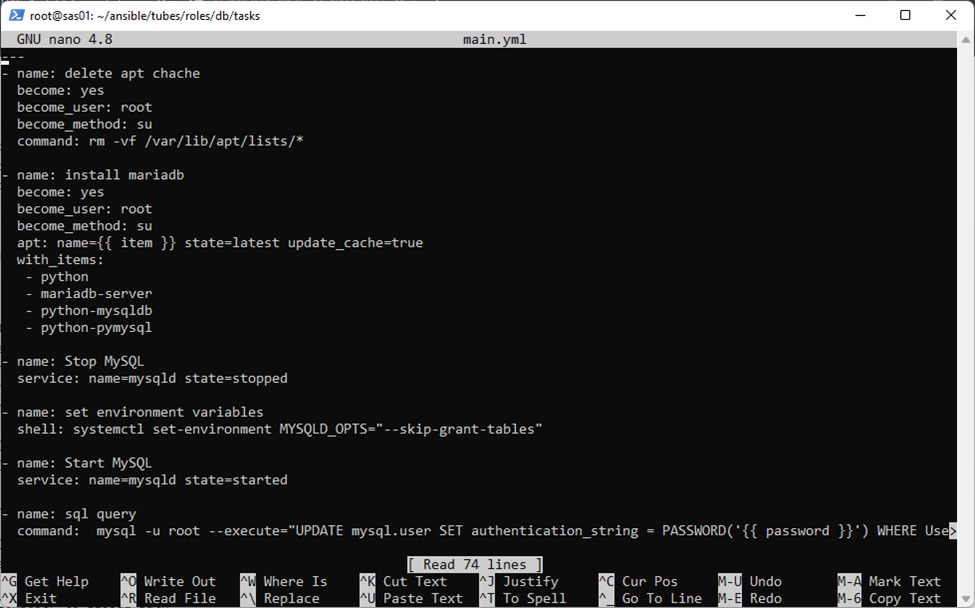 root@sas01: ~/ansible/tubes/roles/db/tasks
GNU nano 4.8 main.yml
---
- name: delete apt chache
  become: yes
  become_user: root
  become_method: su
  command: rm -vf /var/lib/apt/lists/*
- name: install mariadb
  become: yes
  become_user: root
  become_method: su
  apt: name={{ item }} state=latest update_cache=true
  with_items:
   - python
   - mariadb-server
   - python-mysqldb
   - python-pymysql
- name: Stop MySQL
  service: name=mysqld state=stopped
- name: set environment variables
  shell: systemctl set-environment MYSQLD_OPTS="--skip-grant-tables"
- name: Start MySQL
  service: name=mysqld state=started
- name: sql query
  command:  mysql -u root --execute="UPDATE mysql.user SET authentication_string = PASSWORD('{{ password }}') WHERE Use>
[ Read 74 lines ]
^G Get Help ^O Write Out ^W Where Is ^K Cut Text ^J Justify ^C Cur Pos M-U Undo M-A Mark Text
^X Exit ^R Read File ^\ Replace ^U Paste Text ^T To Spell ^_ Go To Line M-E Redo M-6 Copy Text